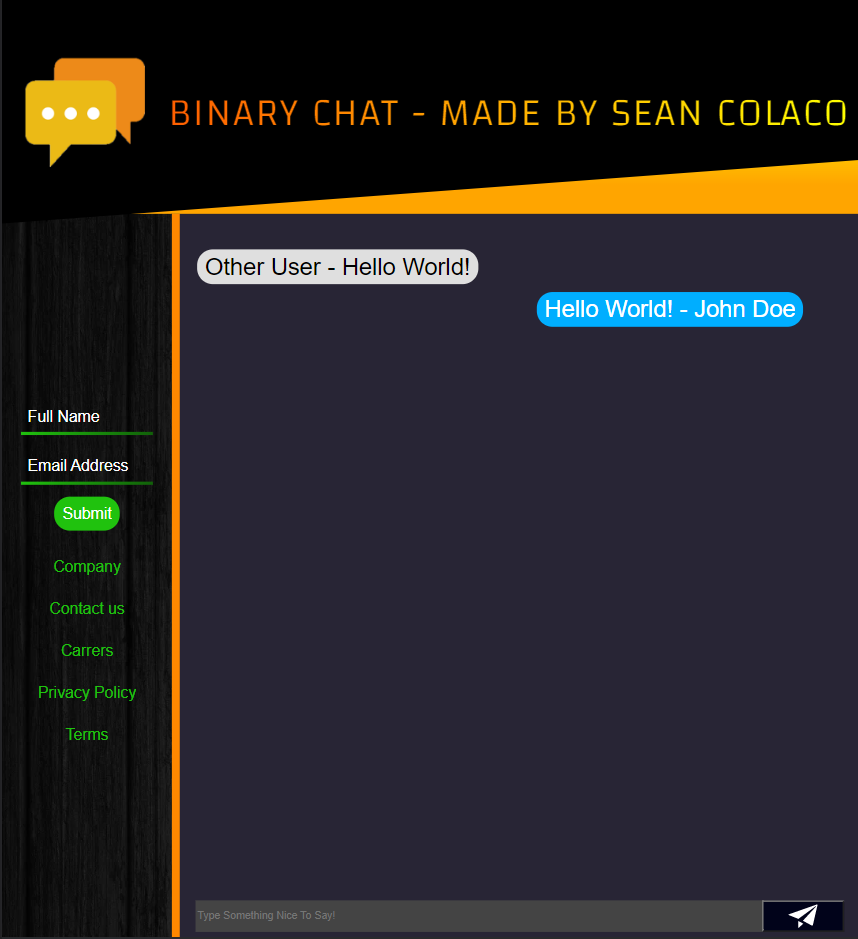 BINARY CHAT - MADE BY SEAN COLACO
Other User - Hello World!
Hello World! - John Doe
Full Name
Email Address
Submit
Company
Contact us
Carrers
Privacy Policy
Terms
Type Something Nice To Say!